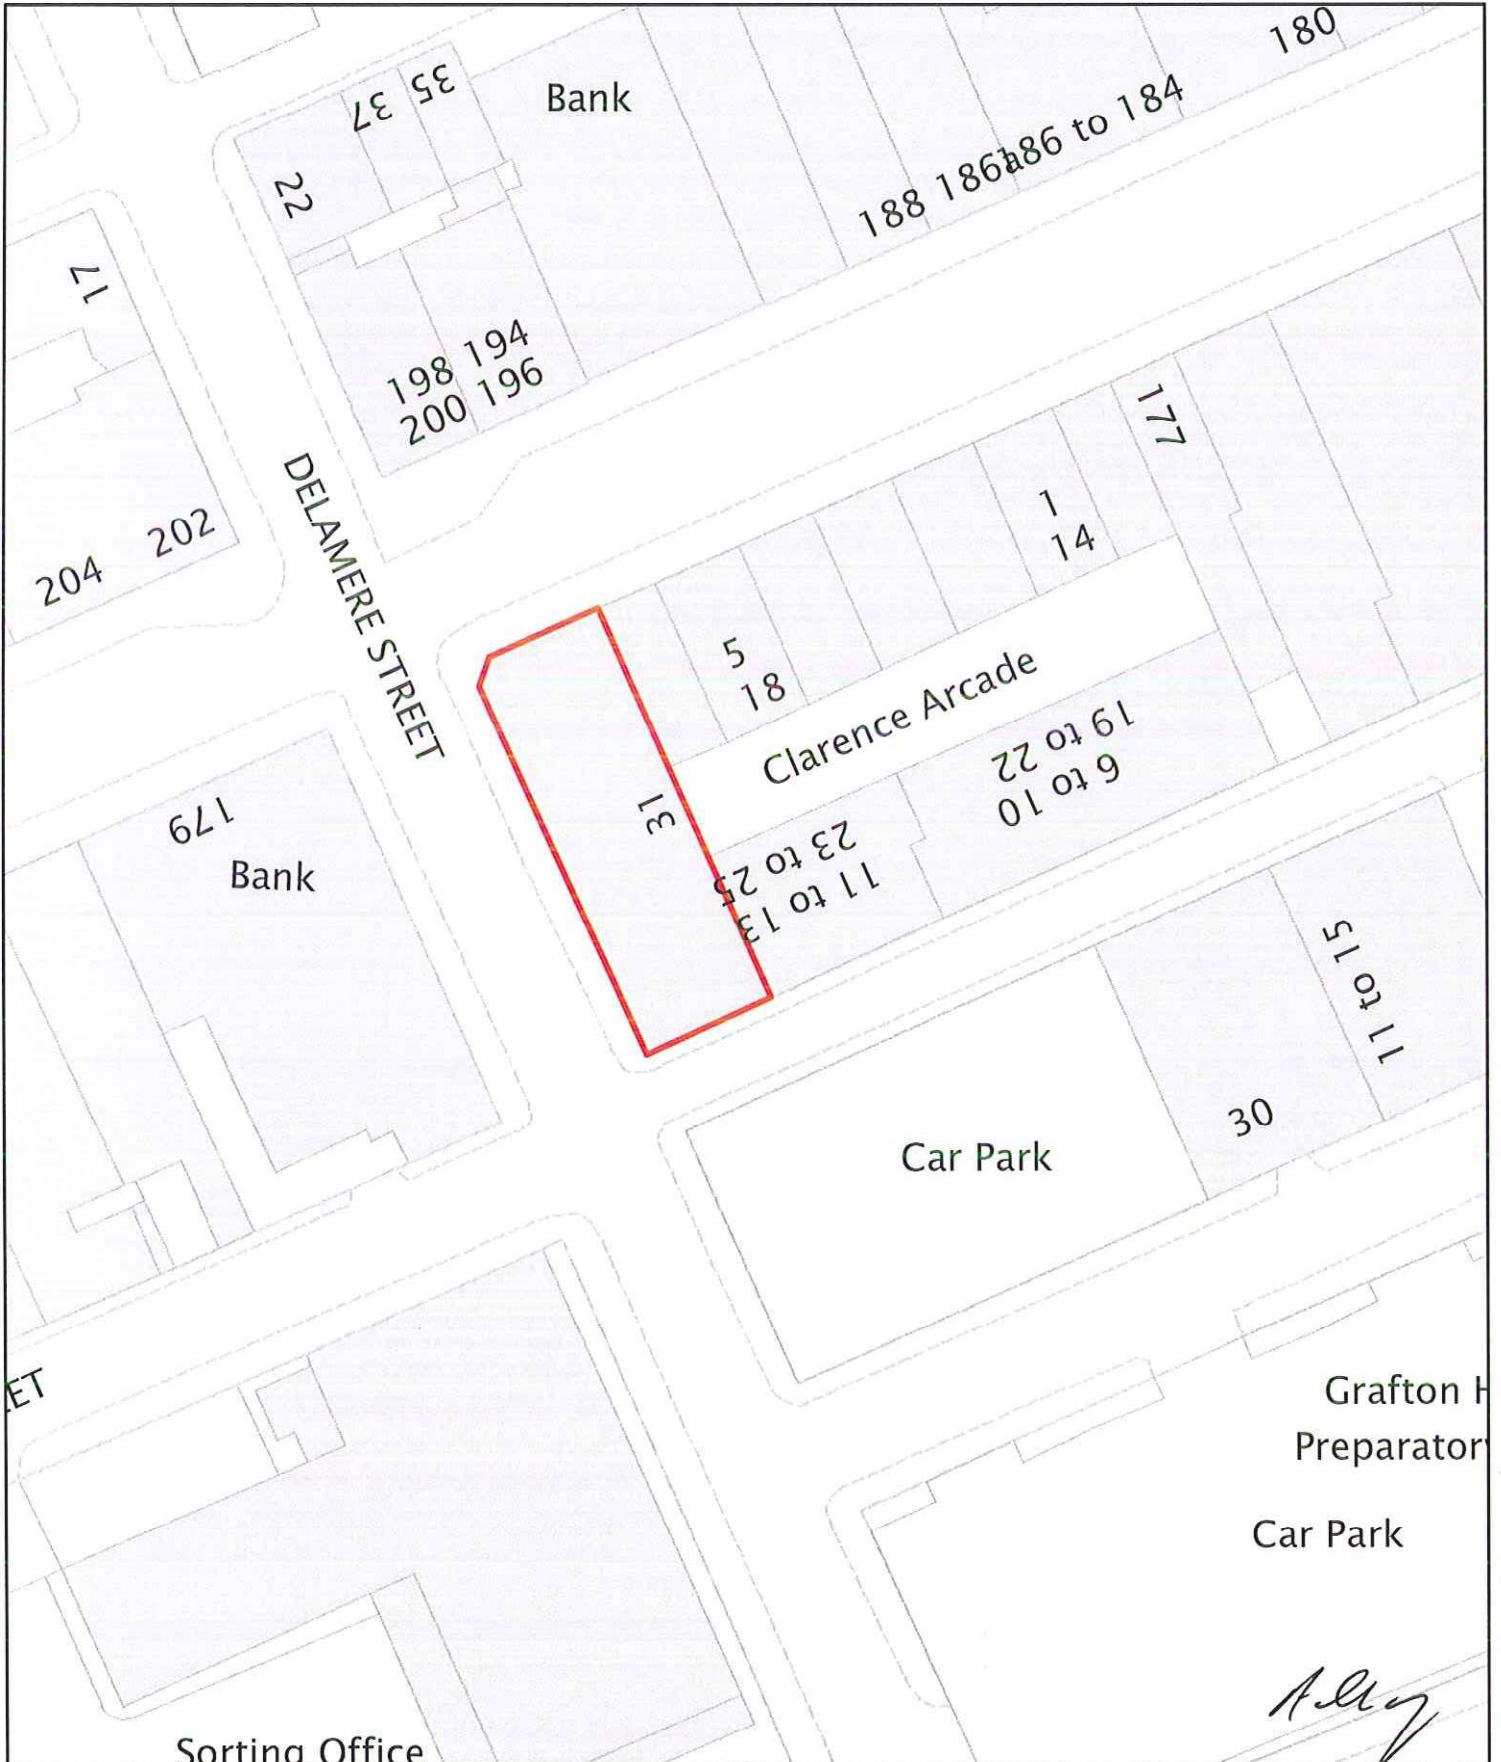 180
35
37
Bank
186 to 184
186a
188
22
17
198 194
200 196
177
DELAMERE STREET
202
204
1
14
5
18
Clarence Arcade
19 to 22
6 to 10
31
23 to 25
11 to 13
179
Bank
11 to 15
30
Car Park
ET
Grafton H
Preparatory
Car Park
Sorting Office